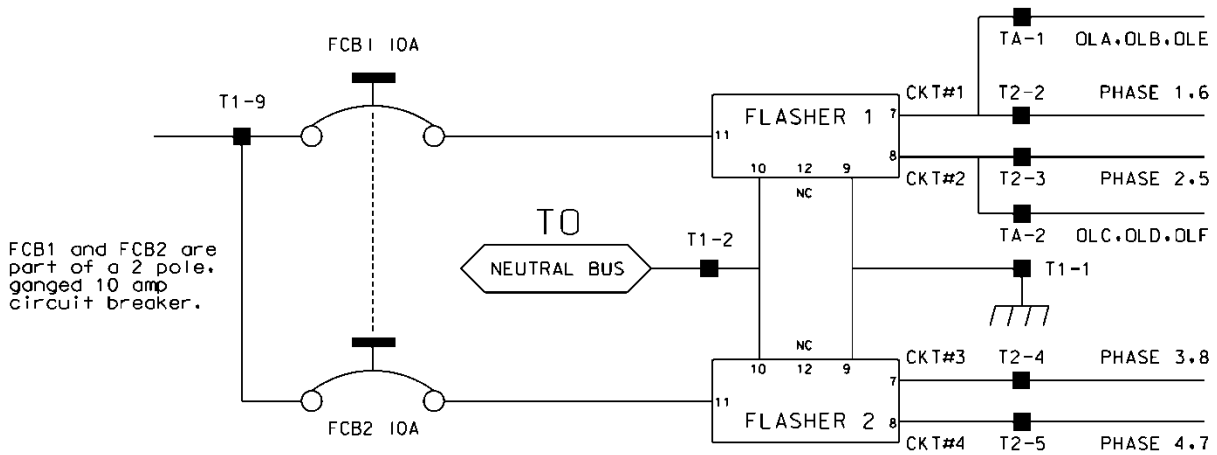 FCB1 10A
T1-9
TA-1 OLA.OLB.OLE
CKT#1 T2-2 PHASE 1.6
7
FLASHER 1
11
8
10 12 9
NC
CKT#2 T2-3 PHASE 2.5
TA-2 OLC.OLD.OLF
TO
NEUTRAL BUS
T1-2
T1-1
FCB1 and FCB2 are
part of a 2 pole.
ganged 10 amp
circuit breaker.
NC
10 12 9
CKT#3 T2-4 PHASE 3.8
7
11
FLASHER 2
8
FCB2 10A
CKT#4 T2-5 PHASE 4.7